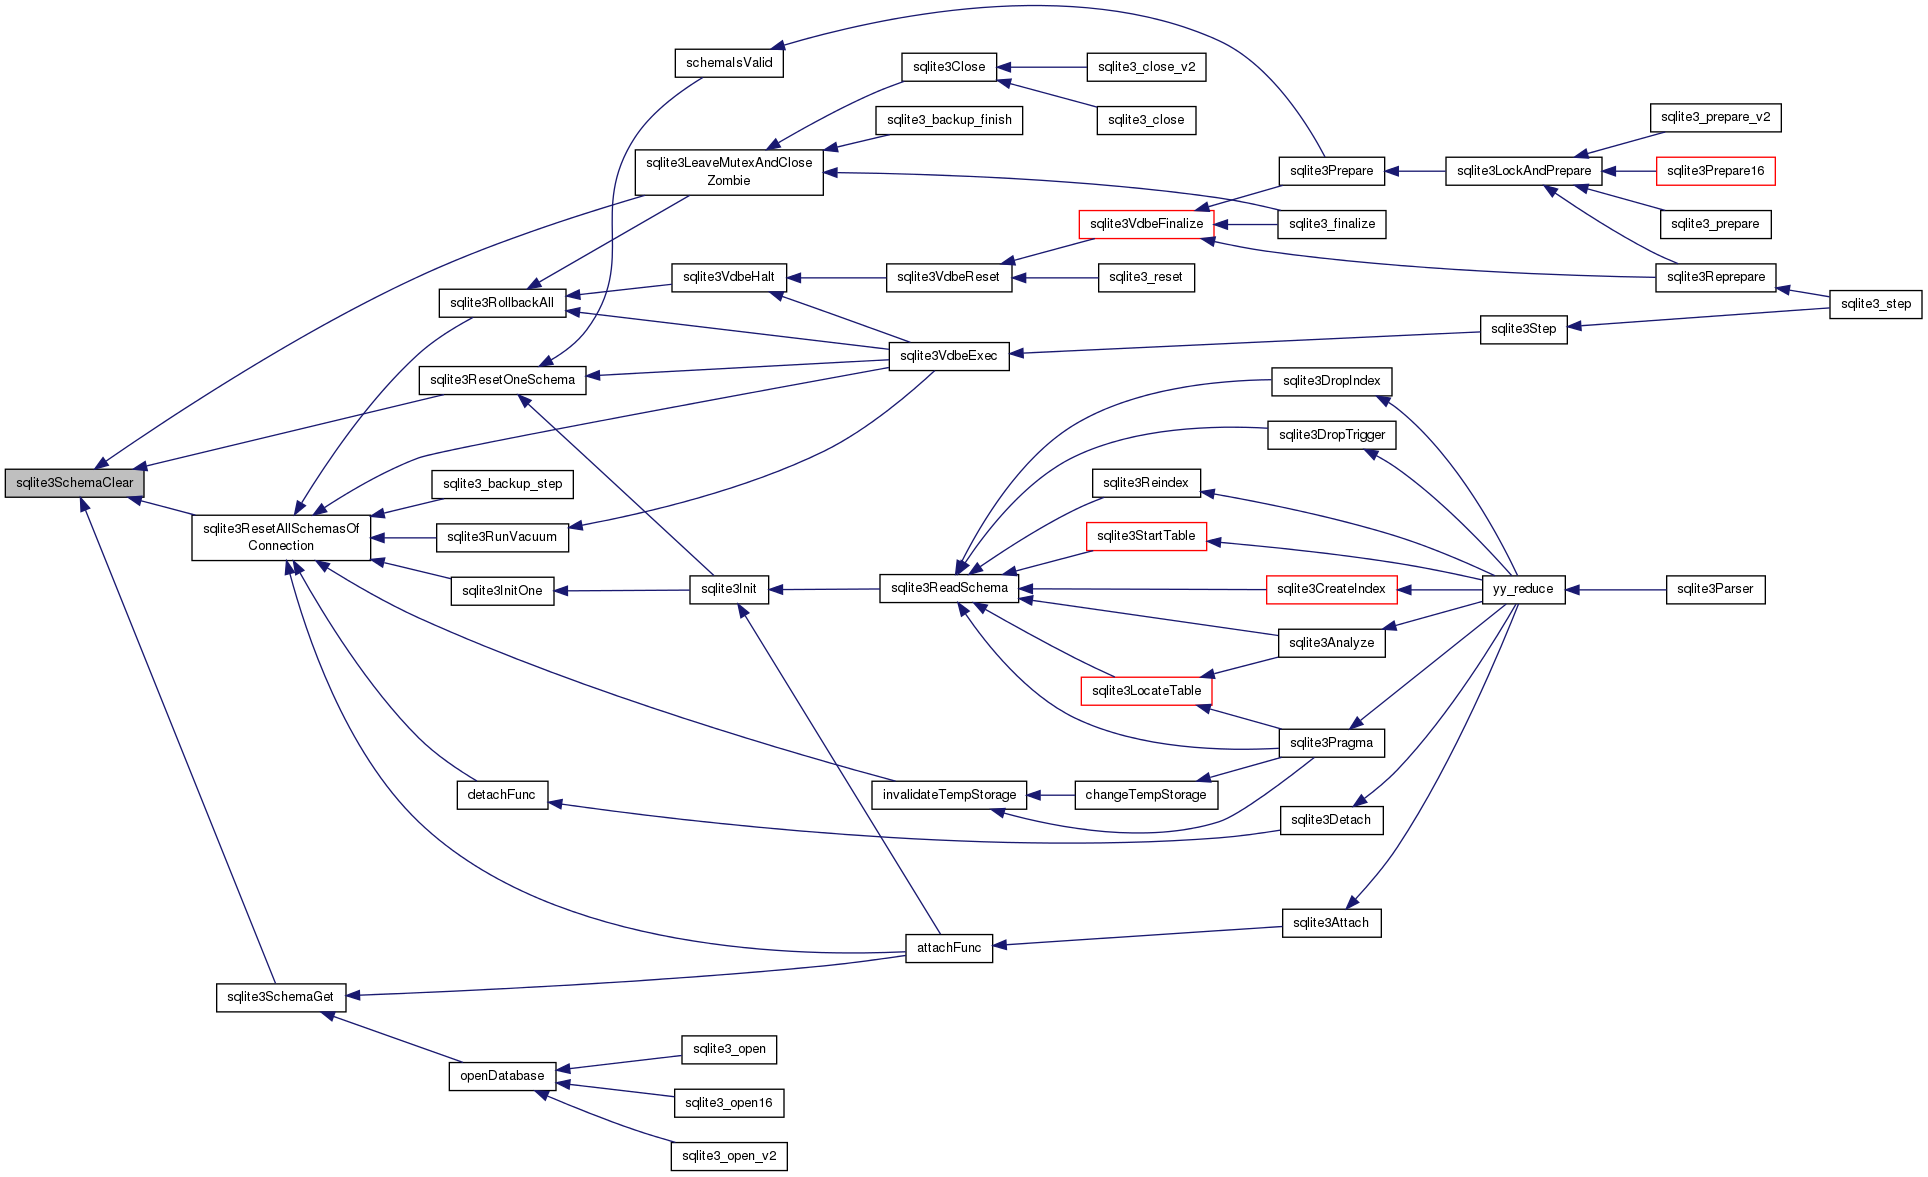 schemaIsValid
sqlite3Close
sqlite3_close_v2
sqlite3_backup_finish
sqlite3_close
sqlite3_prepare_v2
sqlite3LeaveMutexAndClose
Zombie
sqlite3Prepare
sqlite3LockAndPrepare
sqlite3Prepare16
sqlite3VdbeFinalize
sqlite3_finalize
sqlite3_prepare
sqlite3VdbeHalt
sqlite3VdbeReset
sqlite3_reset
sqlite3Reprepare
sqlite3RollbackAll
sqlite3_step
sqlite3Step
sqlite3VdbeExec
sqlite3ResetOneSchema
sqlite3DropIndex
sqlite3DropTrigger
sqlite3SchemaClear
sqlite3_backup_step
sqlite3Reindex
sqlite3ResetAllSchemasOf
Connection
sqlite3RunVacuum
sqlite3StartTable
sqlite3InitOne
sqlite3Init
sqlite3ReadSchema
sqlite3CreateIndex
yy_reduce
sqlite3Parser
sqlite3Analyze
sqlite3LocateTable
sqlite3Pragma
detachFunc
invalidateTempStorage
changeTempStorage
sqlite3Detach
sqlite3Attach
attachFunc
sqlite3SchemaGet
sqlite3_open
openDatabase
sqlite3_open16
sqlite3_open_v2